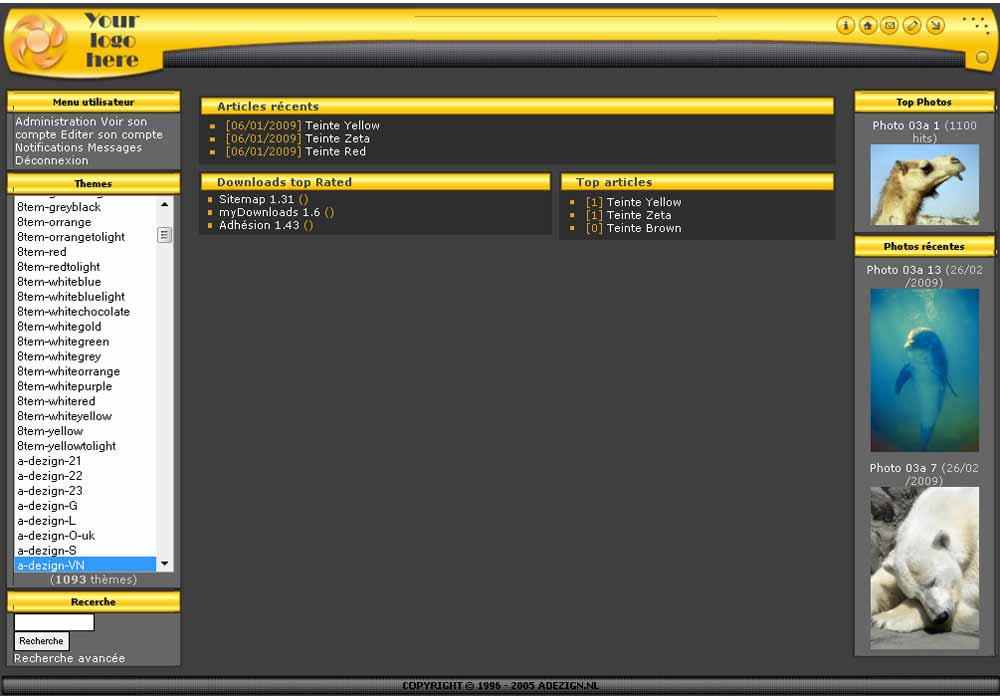 Your
logo
here
Menu utilisateur
Administration Voir son
compte Editer son compte
Notifications Messages
Déconnexion
Themes
8tem-greyblack
8tem-orrange
8tem-orrangetolight
8tem-red
8tem-redtolight
8tem-whiteblue
8tem-whitebluelight
8tem-whitechocolate
8tem-whitegold
8tem-whitegreen
8tem-whitegrey
8tem-whiteorrange
8tem-whitepurple
8tem-whitered
8tem-whiteyellow
8tem-yellow
8tem-yellowtolight
a-dezign-21
a-dezign-22
a-dezign-23
a-dezign-G
a-dezign-L
a-dezign-O-uk
a-dezign-S
a-dezign-VN
(1093 thèmes)
Recerche
Recherche
Recherche avancée
Articles récents
[06/01/2009] Teinte Yellow
[06/01/2009] Teinte Zeta
[06/01/2009] Teinte Red
Downloads top Rated
Sitemap 1.31 ()
myDownloads 1.6 ()
Adhésion 1.43 ()
Top articles
[1] Teinte Yellow
[1] Teinte Zeta
[0] Teinte Brown
Top Photos
Photo 03a 1 (1100
hits)
Photos récentes
Photo 03a 13 (26/02
/2009)
Photo 03a 7 (26/02
/2009)
COPYRIGHT © 1996 - 2005 ADEZIGN.NL